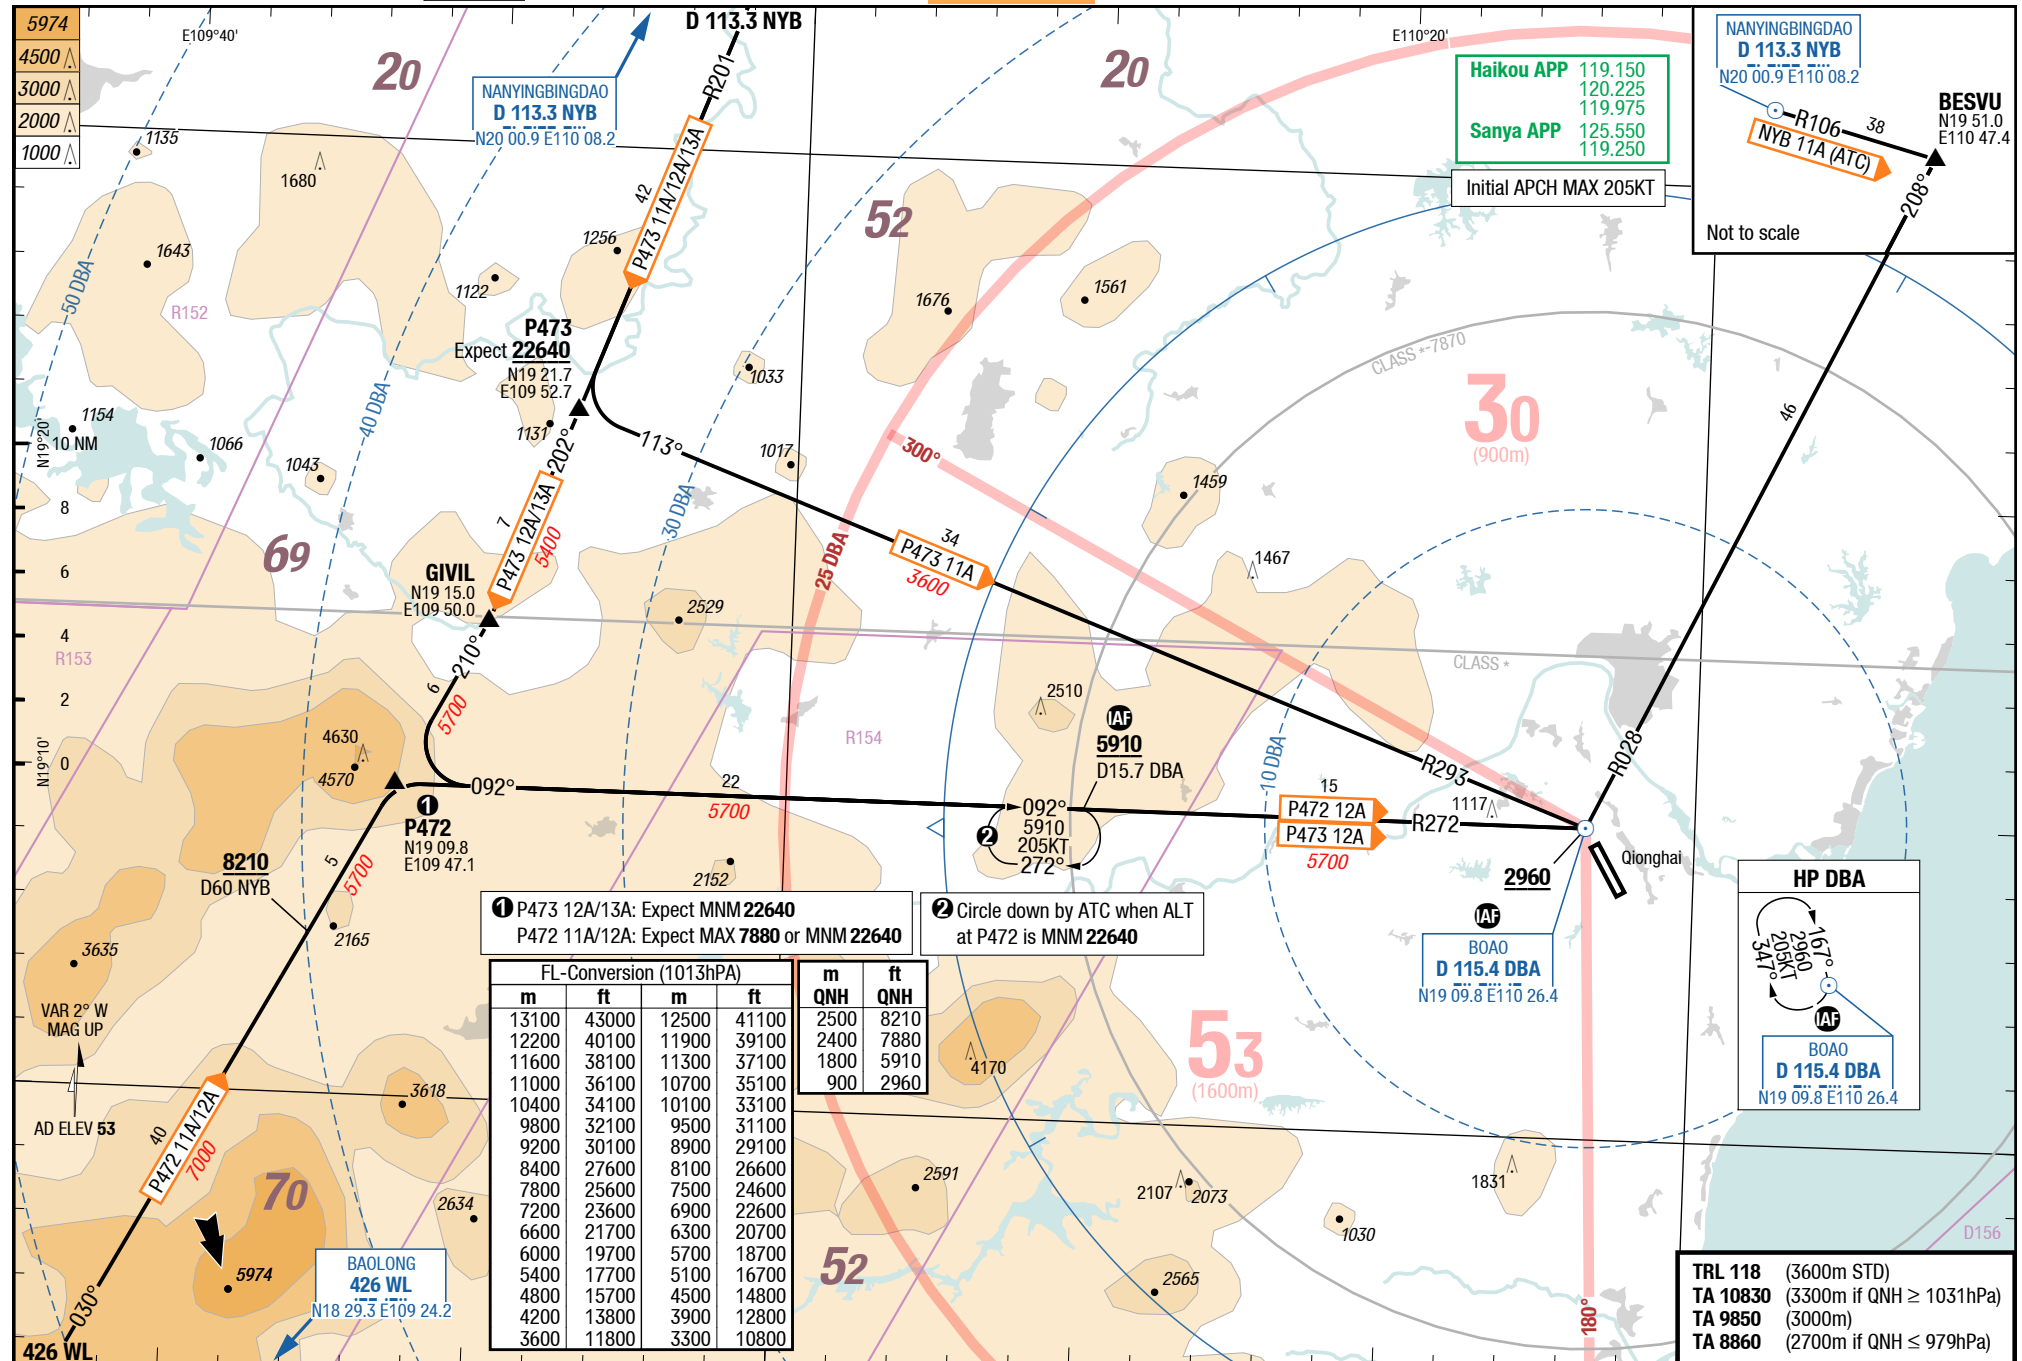 5974
4500
3000
2000
1000
E109°40'
20
D 113.3 NYB
R201
NANYINGBINGDAO
D 113.3 NYB
N20 00.9 E110 08.2
20
E110°20'
Haikou APP 119.150
120.225
119.975
Sanya APP 125.550
119.250
Initial APCH MAX 205KT
NANYINGBINGDAO
D 113.3 NYB
N20 00.9 E110 08.2
R106
38
NYB 11A (ATC)
BESVU
N19 51.0
E110 47.4
208°
Not to scale
1135
1680
42
P473 11A/12A/13A
52
1643
1256
1122
50 DBA
R152
1676
1561
P473
Expect 22640
N19 21.7
E109 52.7
1033
CLASS *-7870
30
(900m)
40 DBA
46
1154
N19°20'
10 NM
1066
1043
1131
202°
113°
1017
300°
1459
8
7
P473 12A/13A
5400
30 DBA
34
P473 11A
3600
69
25 DBA
1467
6
GIVIL
N19 15.0
E109 50.0
2529
4
R153
210°
6
5700
CLASS *
2
2510
IAF
5910
D15.7 DBA
R154
4630
4570
N19°10'
0
092°
22
5700
092°
5910
205KT
272°
2
10 DBA
R293
R028
15
P472 12A
P473 12A
5700
1117
R272
1
P472
N19 09.8
E109 47.1
8210
D60 NYB
5
5700
2152
2960
Qionghai
IAF
BOAO
D 115.4 DBA
N19 09.8 E110 26.4
HP DBA
167°
2960
205KT
347°
IAF
BOAO
D 115.4 DBA
N19 09.8 E110 26.4
2165
3635
1 P473 12A/13A: Expect MNM 22640
P472 11A/12A: Expect MAX 7880 or MNM 22640
2 Circle down by ATC when ALT
at P472 is MNM 22640
FL-Conversion (1013hPA)
m ft m ft
13100 43000 12500 41100
12200 40100 11900 39100
11600 38100 11300 37100
11000 36100 10700 35100
10400 34100 10100 33100
9800 32100 9500 31100
9200 30100 8900 29100
8400 27600 8100 26600
7800 25600 7500 24600
7200 23600 6900 22600
6600 21700 6300 20700
6000 19700 5700 18700
5400 17700 5100 16700
4800 15700 4500 14800
4200 13800 3900 12800
3600 11800 3300 10800
m ft
QNH QNH
2500 8210
2400 7880
1800 5910
900 2960
VAR 2° W
MAG UP
AD ELEV 53
40
P472 11A/12A
7000
3618
4170
53
(1600m)
70
2634
2591
2107
2073
1831
1030
D156
5974
BAOLONG
426 WL
N18 29.3 E109 24.2
030°
426 WL
52
2565
180°
TRL 118 (3600m STD)
TA 10830 (3300m if QNH ≥ 1031hPa)
TA 9850 (3000m)
TA 8860 (2700m if QNH ≤ 979hPa)